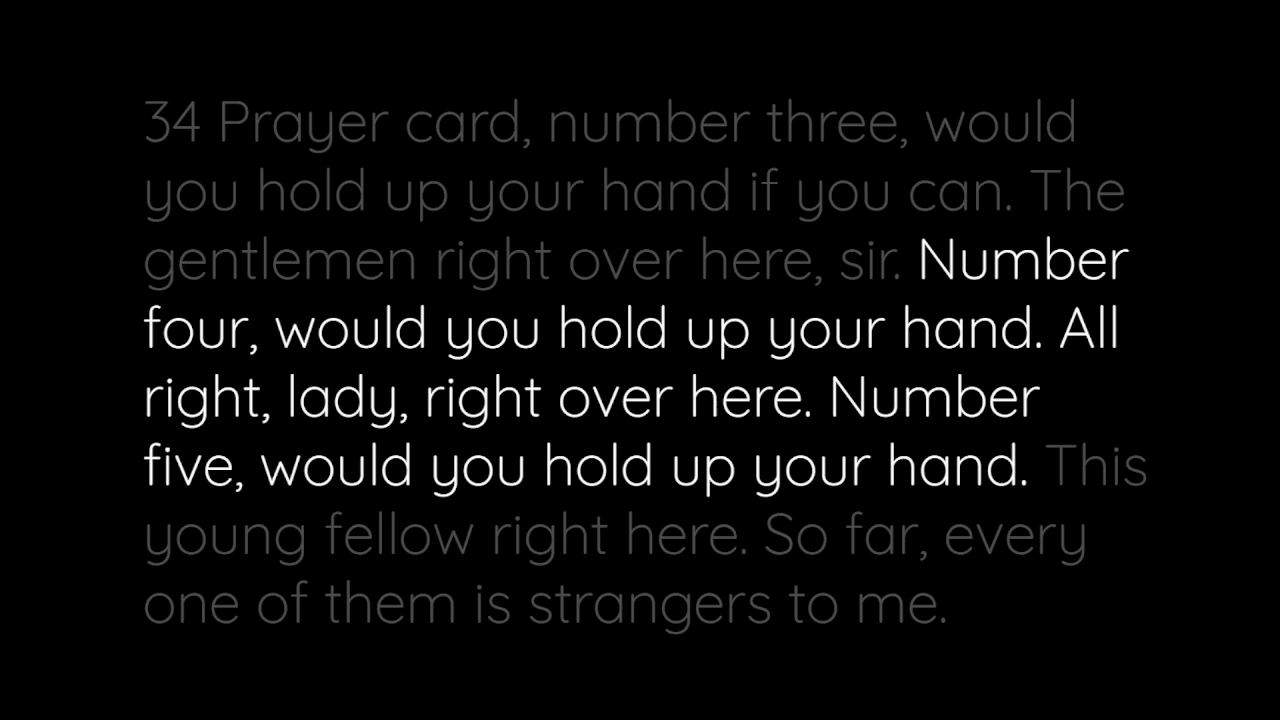 34 Prayer card, number three, would
you hold up your hand if you can. The
gentlemen right over here, sir. Number
four, would you hold up your hand. All
right, lady, right over here. Number
five, would you hold up your hand. This
young fellow right here. So far, every
one of them is strangers to me.